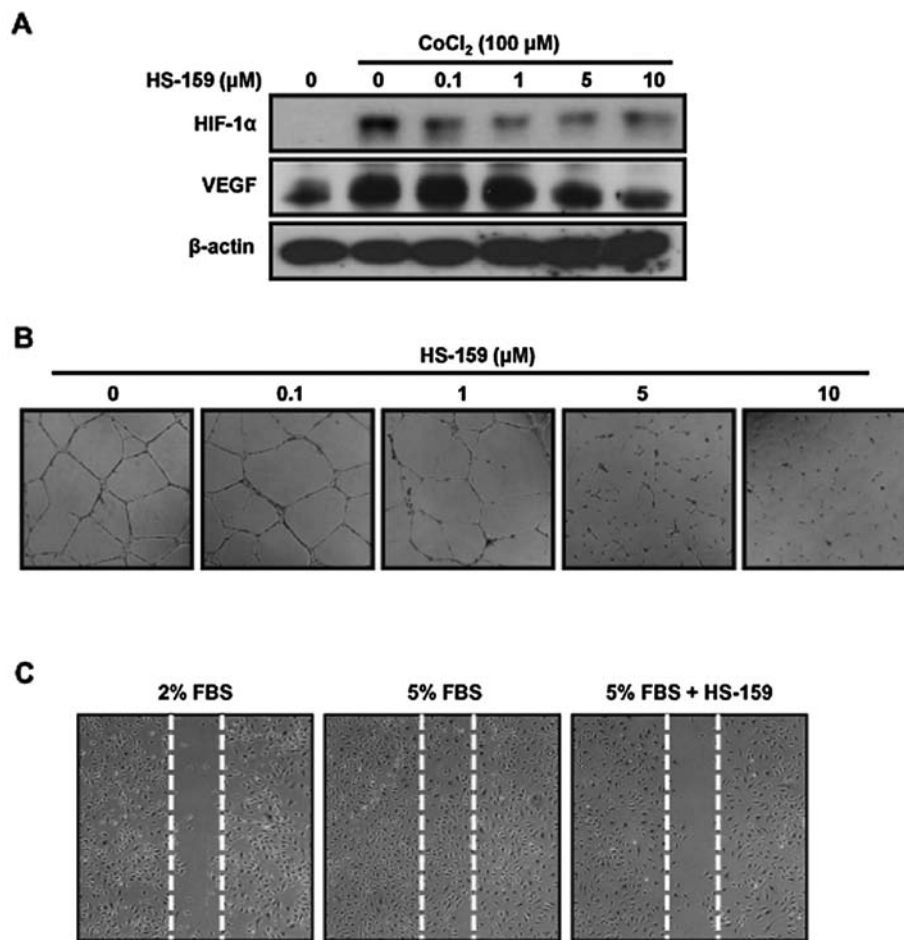 A
CoCl₂ (100 µM)
HS-159 (µM) 0 0 0.1 1 5 10
HIF-1α
VEGF
β-actin
B
HS-159 (µM)
0 0.1 1 5 10
C
2% FBS 5% FBS 5% FBS + HS-159